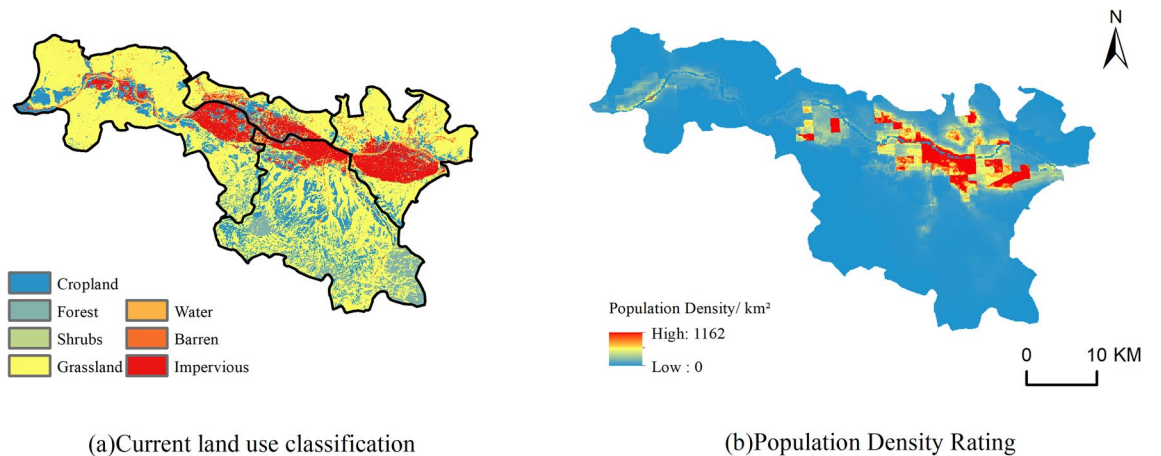 Cropland
Forest
Shrubs
Grassland
Water
Barren
Impervious
(a)Current land use classification
N
Population Density/ km²
High: 1162
Low : 0
0 10 KM
(b)Population Density Rating